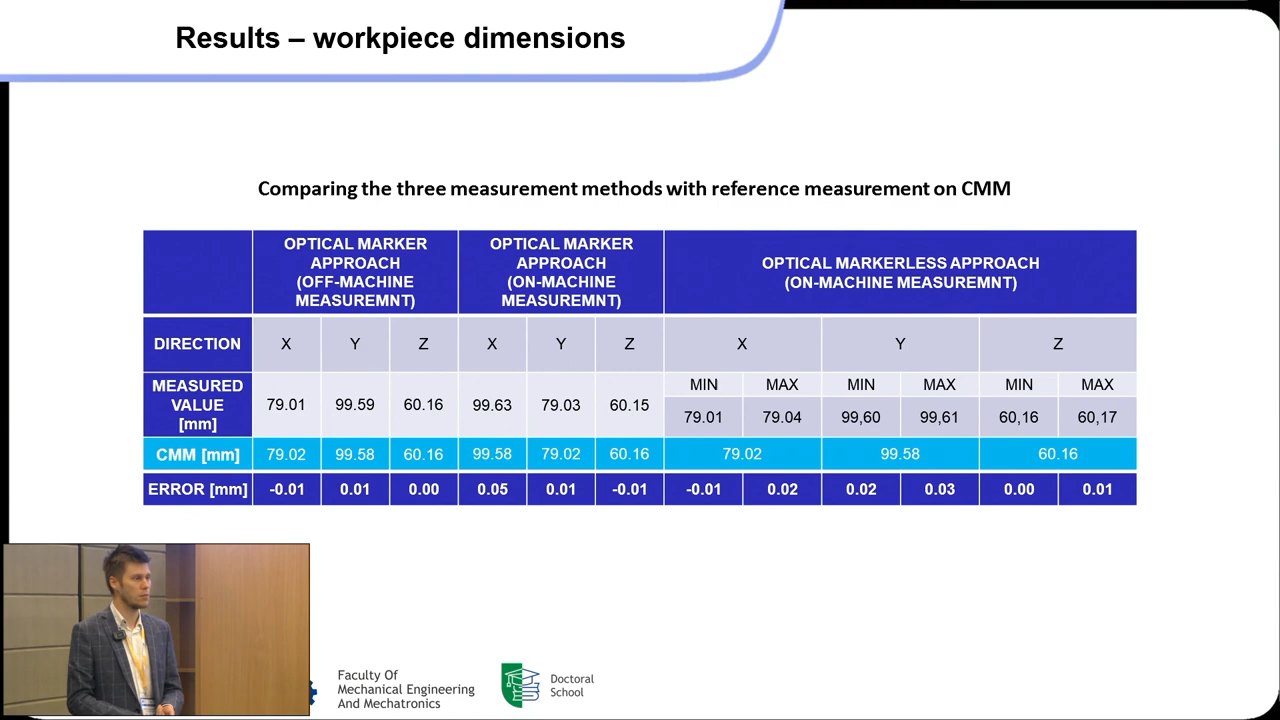 Results – workpiece dimensions
Comparing the three measurement methods with reference measurement on CMM
OPTICAL MARKER
APPROACH
(OFF-MACHINE
MEASUREMNT)
OPTICAL MARKER
APPROACH
(ON-MACHINE
MEASUREMNT)
OPTICAL MARKERLESS APPROACH
(ON-MACHINE MEASUREMNT)
DIRECTION X Y Z X Y Z X Y Z
MEASURED
VALUE
[mm]
79.01 99.59 60.16 99.63 79.03 60.15
MIN MAX MIN MAX MIN MAX
79.01 79.04 99,60 99,61 60,16 60,17
CMM [mm] 79.02 99.58 60.16 99.58 79.02 60.16 79.02 99.58 60.16
ERROR [mm] -0.01 0.01 0.00 0.05 0.01 -0.01 -0.01 0.02 0.02 0.03 0.00 0.01
Faculty Of
Mechanical Engineering
And Mechatronics
Doctoral
School